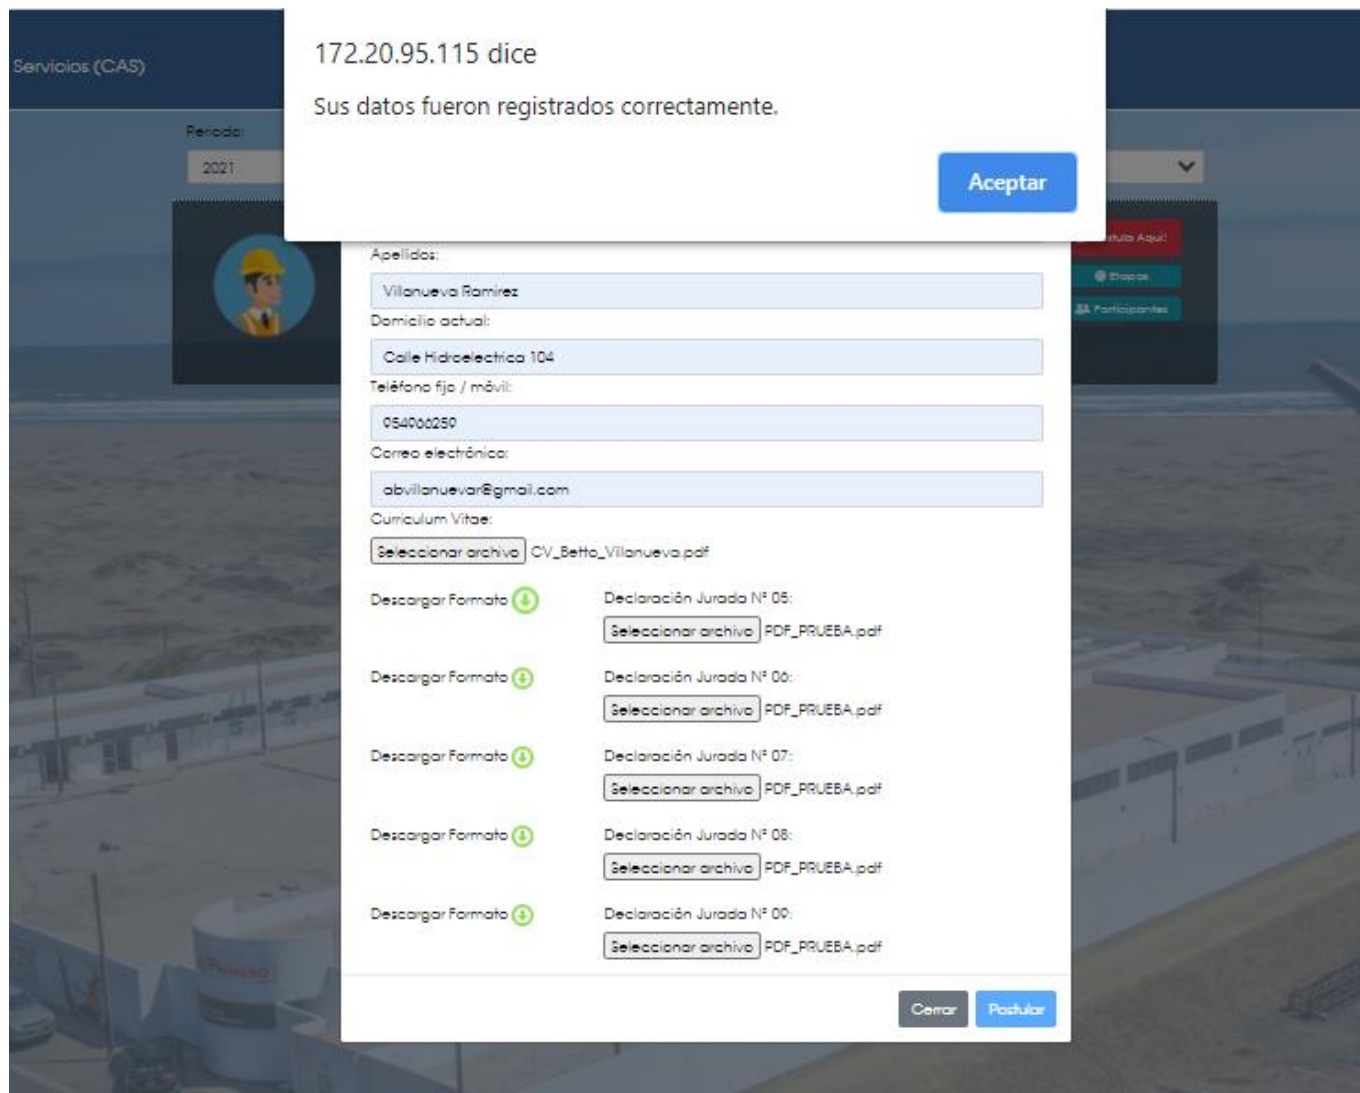 Servicios (CAS)
172.20.95.115 dice
Sus datos fueron registrados correctamente.
Aceptar
Periodo:
2021
Aquí!
Etapas
Participantes
Apellidos:
Villanueva Ramirez
Domicilio actual:
Calle Hidroelectrica 104
Teléfono fijo / móvil:
954066259
Correo electrónico:
abvillanuevar@gmail.com
Curriculum Vitae:
Seleccionar archivo CV_Betto_Villanueva.pdf
Descargar Formato Declaración Jurada N° 05:
Seleccionar archivo PDF_PRUEBA.pdf
Descargar Formato Declaración Jurada N° 06:
Seleccionar archivo PDF_PRUEBA.pdf
Descargar Formato Declaración Jurada N° 07:
Seleccionar archivo PDF_PRUEBA.pdf
Descargar Formato Declaración Jurada N° 08:
Seleccionar archivo PDF_PRUEBA.pdf
Descargar Formato Declaración Jurada N° 09:
Seleccionar archivo PDF_PRUEBA.pdf
Cerrar Postular